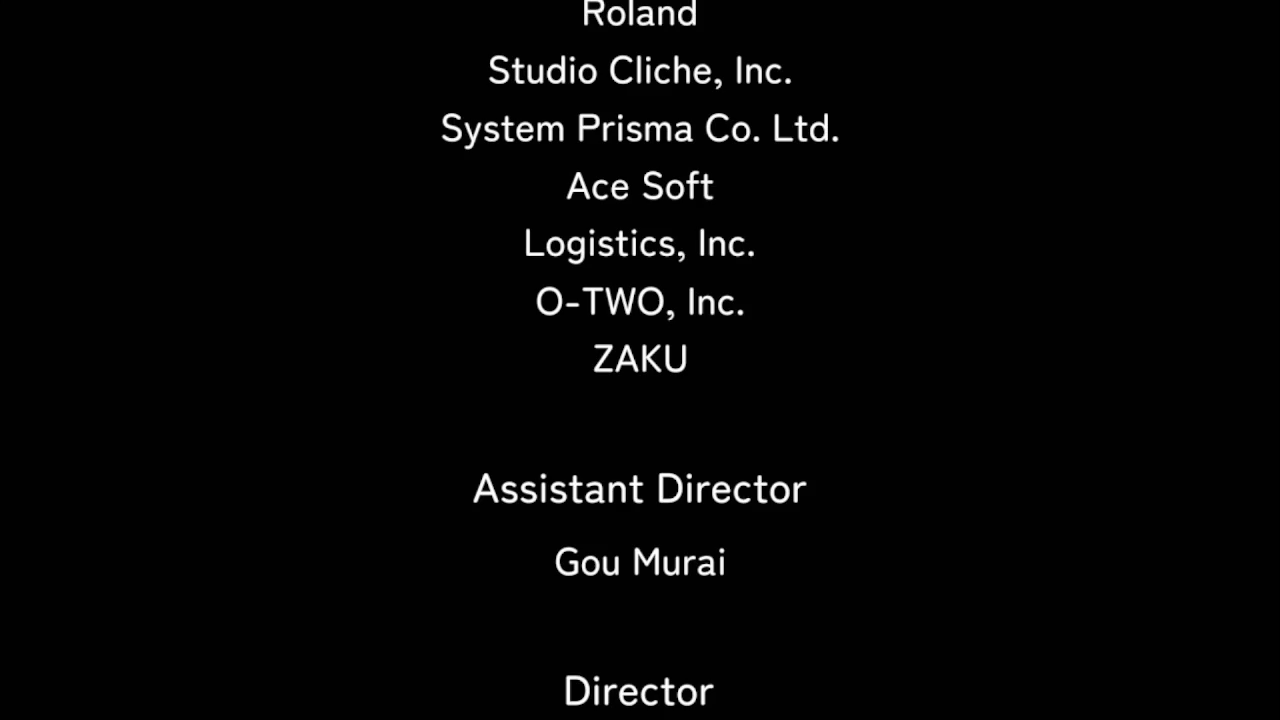 Roland
Studio Cliche, Inc.
System Prisma Co. Ltd.
Ace Soft
Logistics, Inc.
O-TWO, Inc.
ZAKU
Assistant Director
Gou Murai
Director